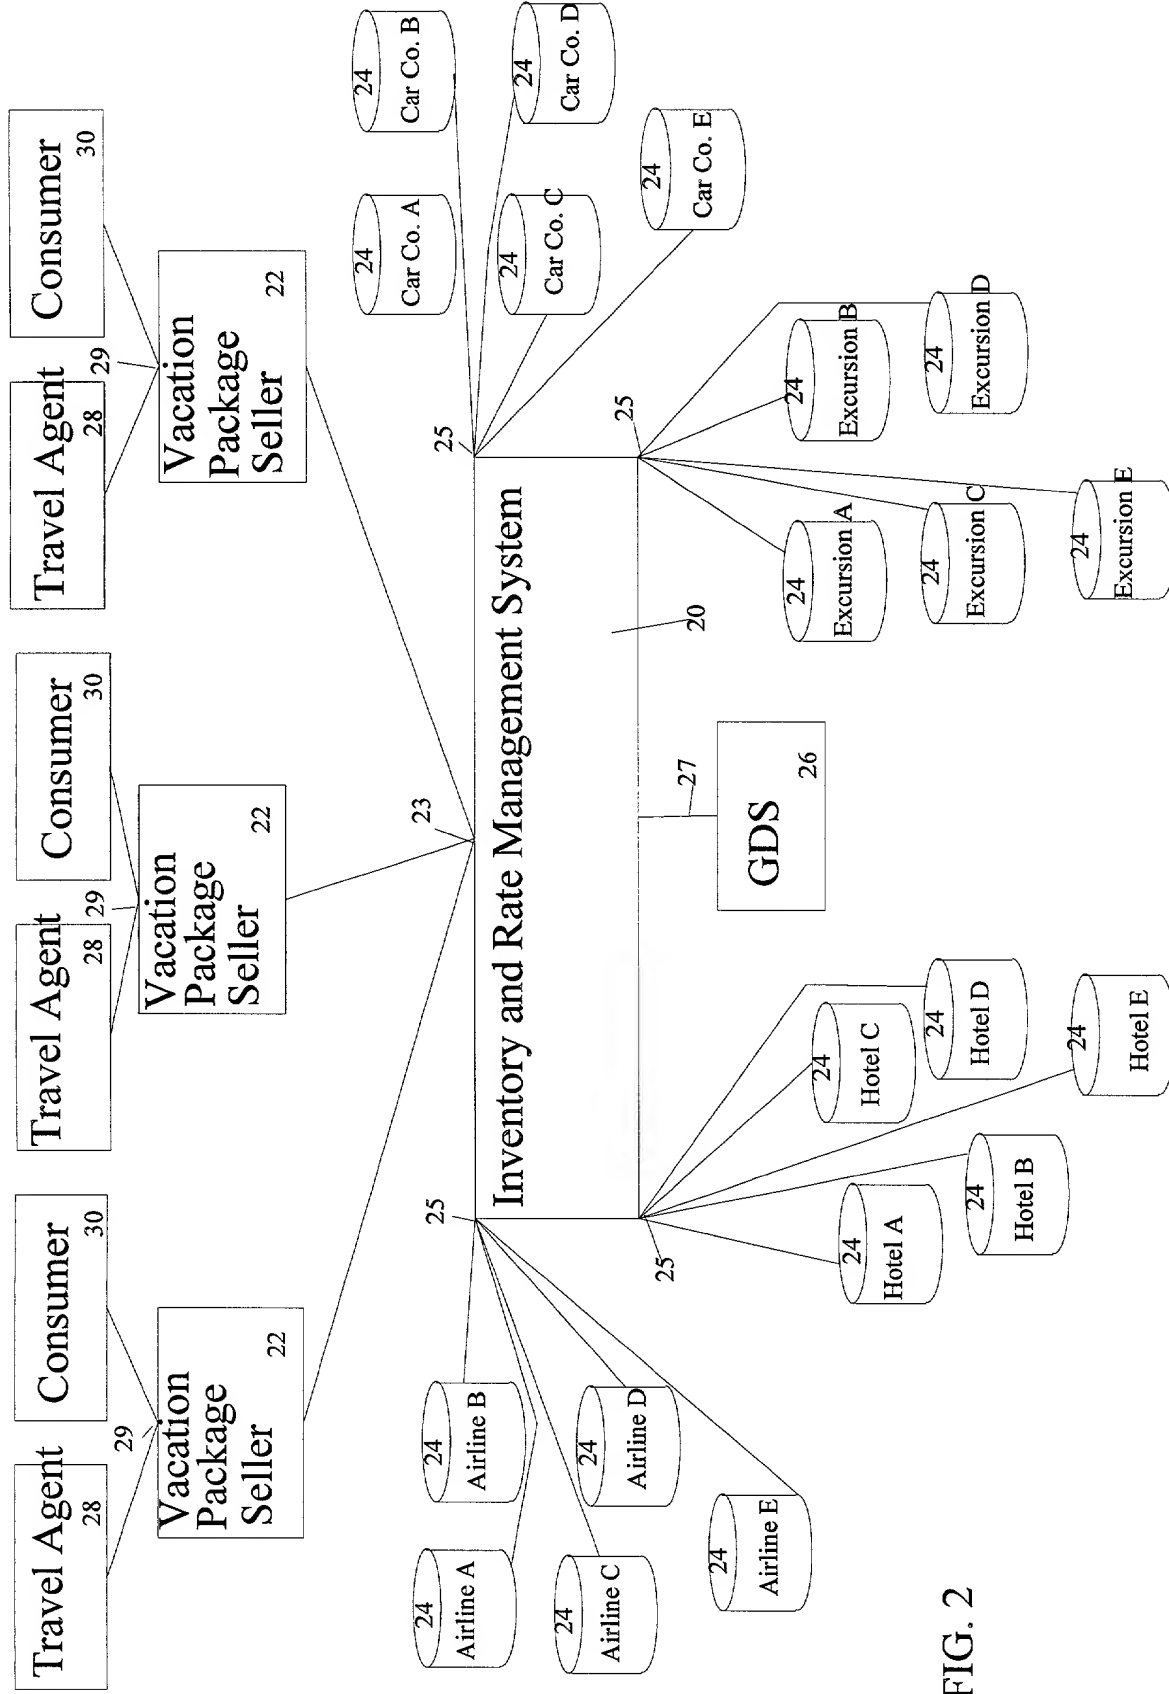 Travel Agent
28
Consumer
30
29
Vacation
Package
Seller
22
Travel Agent
28
Consumer
30
29
Vacation
Package
Seller
22
Travel Agent
28
Consumer
30
29
Vacation
Package
Seller
22
23
25
25
Inventory and Rate Management System
20
25
25
27
GDS
26
24
Airline A
24
Airline B
24
Airline C
24
Airline D
24
Airline E
24
Hotel A
24
Hotel B
24
Hotel C
24
Hotel D
24
Hotel E
24
Car Co. A
24
Car Co. B
24
Car Co. C
24
Car Co. D
24
Car Co. E
24
Excursion A
24
Excursion B
24
Excursion C
24
Excursion D
24
Excursion E
FIG. 2